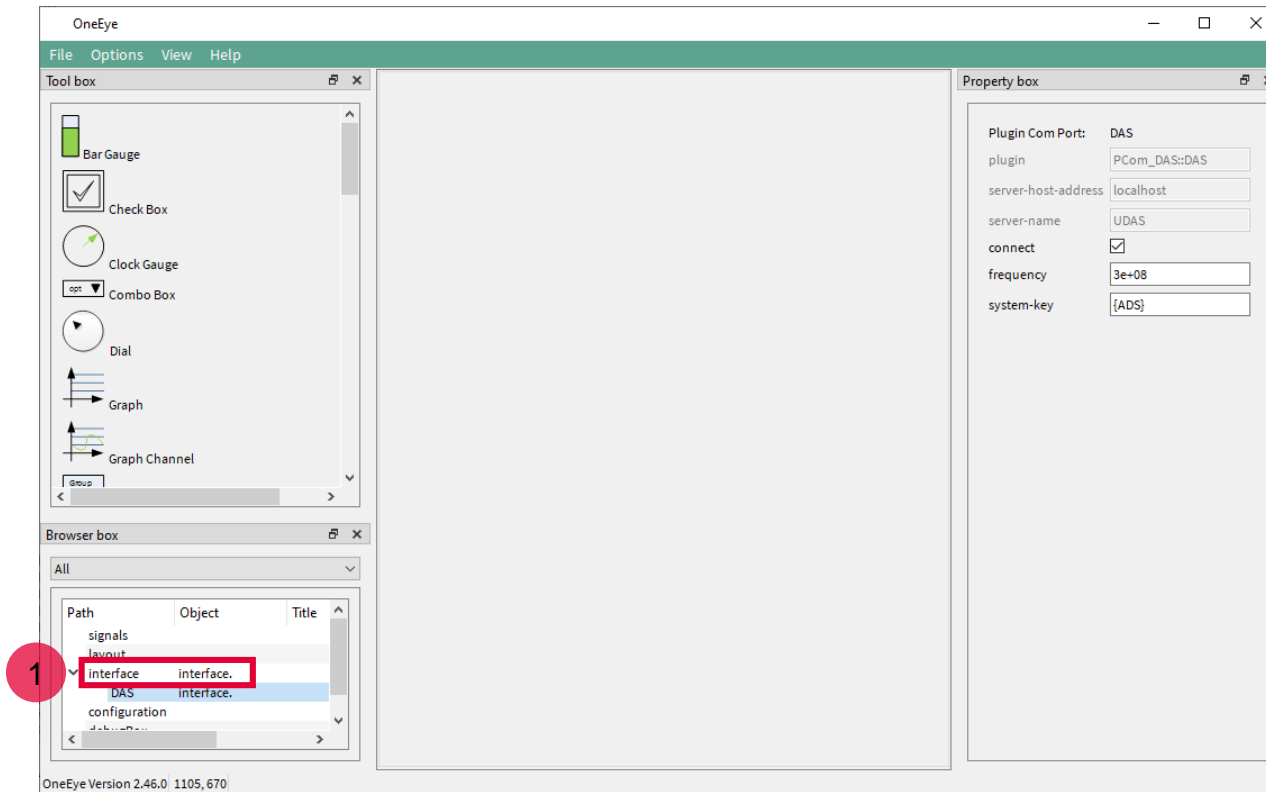 OneEye
File Options View Help
Tool box
Bar Gauge
Check Box
Clock Gauge
opt
Combo Box
Dial
Graph
Graph Channel
Group
Browser box
All
Path Object Title
signals
layout
1
interface interface.
DAS interface.
configuration
debugBox
OneEye Version 2.46.0 1105, 670
Property box
Plugin Com Port: DAS
plugin PCom_DAS::DAS
server-host-address localhost
server-name UDAS
connect
frequency 3e+08
system-key {ADS}